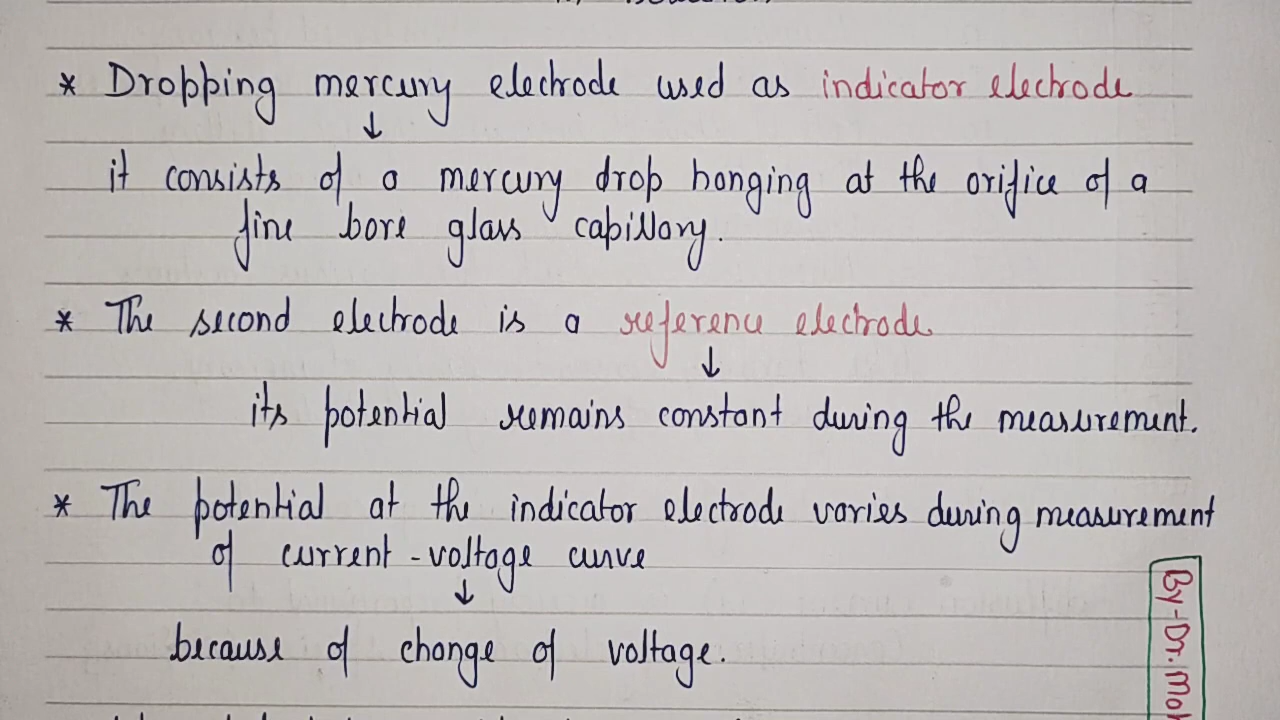 * Dropping mercury electrode used as indicator electrode
↓
it consists of a mercury drop hanging at the orifice of a
fine bore glass capillary.
* The second electrode is a reference electrode
↓
its potential remains constant during the measurement.
* The potential at the indicator electrode varies during measurement
of current-voltage curve
↓
because of change of voltage.
By-Dr.